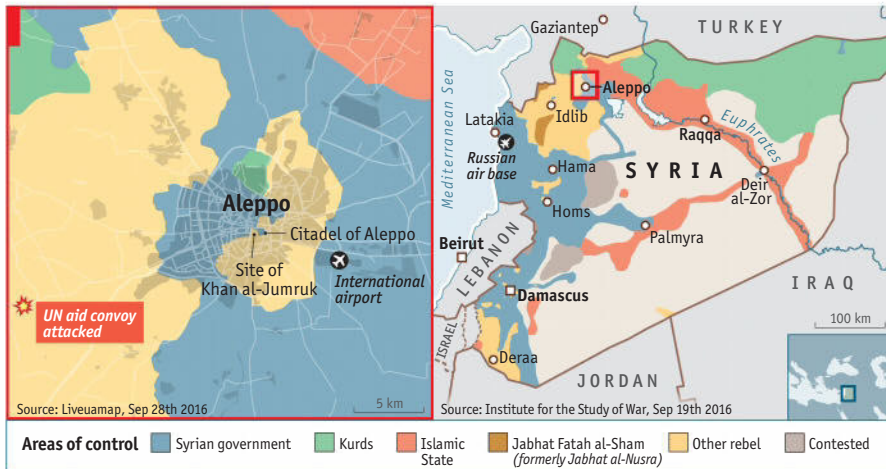 Aleppo
Citadel of Aleppo
Site of
Khan al-Jumruk
International
airport
UN aid convoy
attacked
Source: Liveuamap, Sep 28th 2016
5 km
Gaziantep
TURKEY
Mediterranean Sea
Aleppo
Latakia
Idlib
Russian
air base
Raqqa
Euphrates
Hama
SYRIA
Deir
al-Zor
Homs
Palmyra
Beirut
LEBANON
Damascus
IRAQ
ISRAEL
Deraa
100 km
JORDAN
Source: Institute for the Study of War, Sep 19th 2016
Areas of control
Syrian government
Kurds
Islamic
State
Jabhat Fatah al-Sham
(formerly Jabhat al-Nusra)
Other rebel
Contested